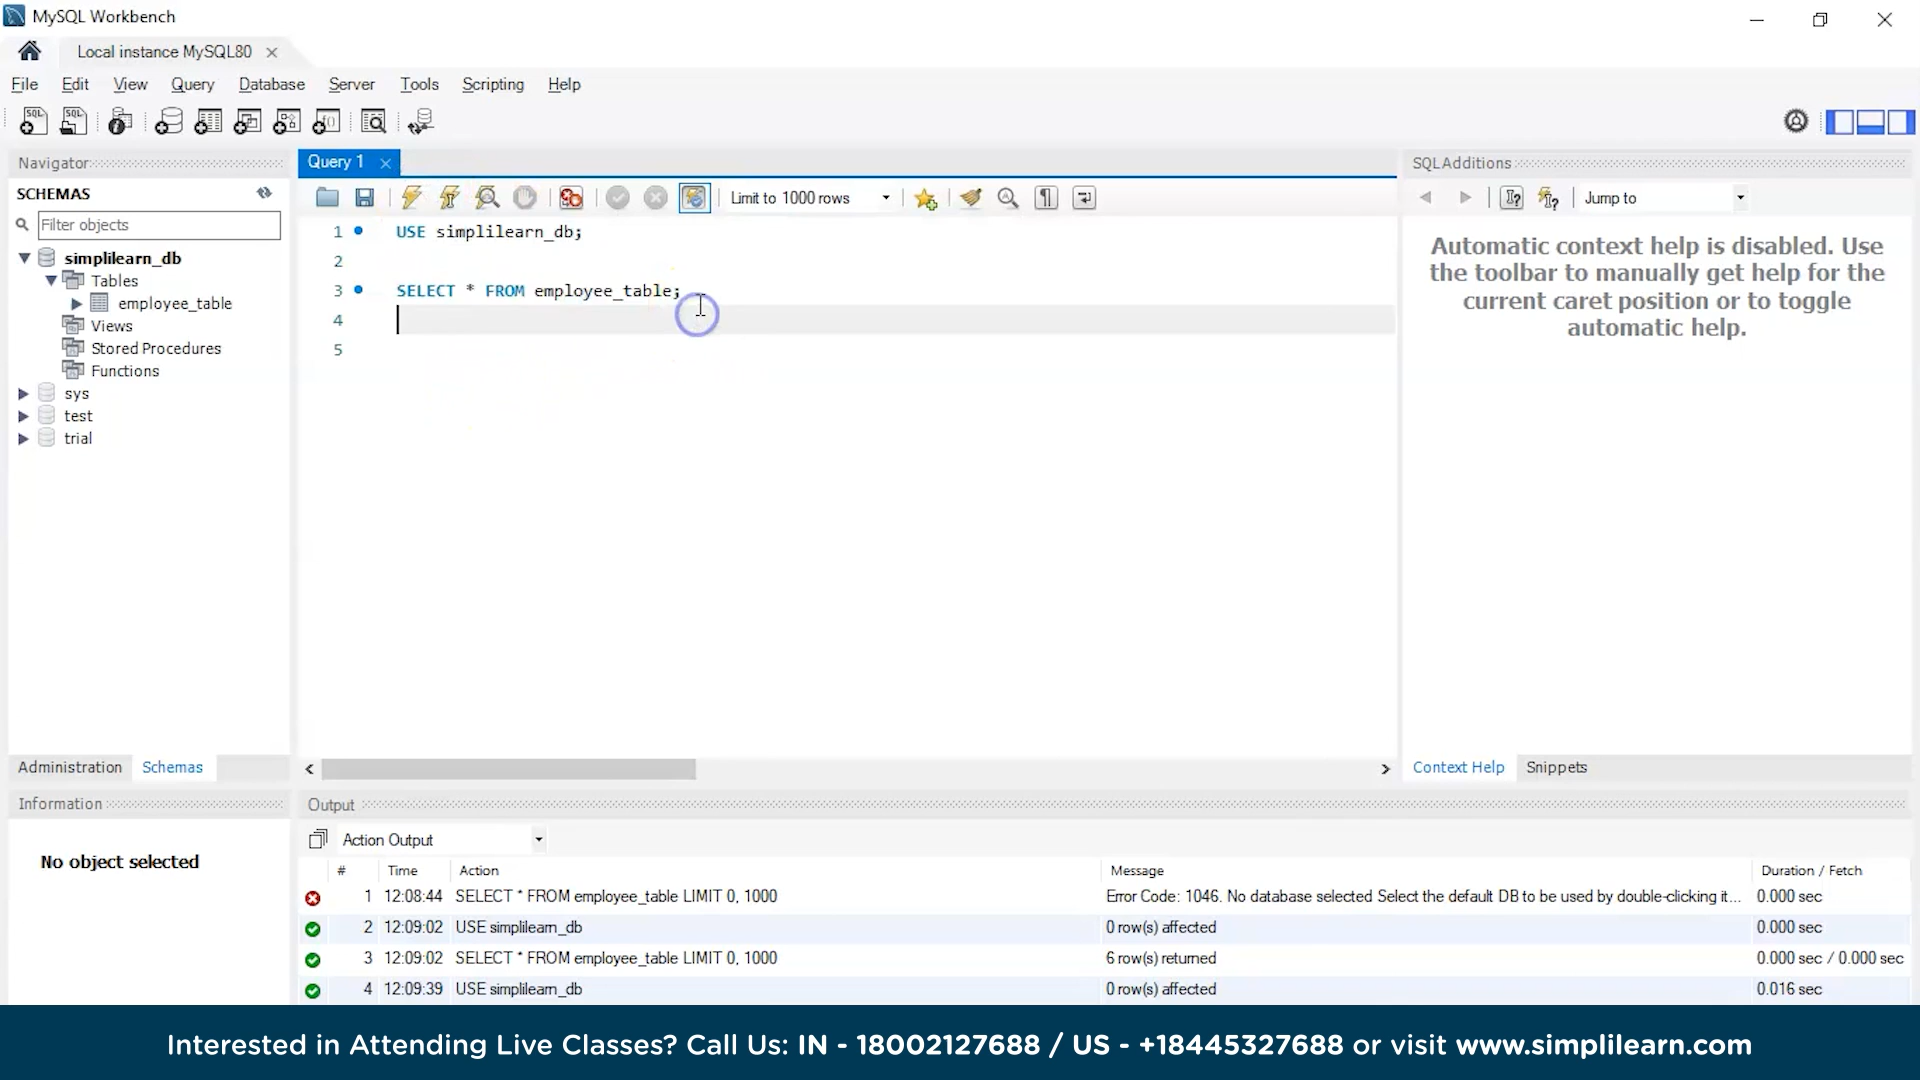 MySQL Workbench
Local instance MySQL80
File Edit View Query Database Server Tools Scripting Help
Navigator
SCHEMAS
Filter objects
simplilearn_db
Tables
employee_table
Views
Stored Procedures
Functions
sys
test
trial
Administration Schemas
Information
No object selected
Query 1
Limit to 1000 rows
1 USE simplilearn_db;
2
3 SELECT * FROM employee_table;
4
5
SQLAdditions
Jump to
Automatic context help is disabled. Use
the toolbar to manually get help for the
current caret position or to toggle
automatic help.
Context Help Snippets
Output
Action Output
# Time Action Message Duration / Fetch
1 12:08:44 SELECT * FROM employee_table LIMIT 0, 1000 Error Code: 1046. No database selected Select the default DB to be used by double-clicking it... 0.000 sec
2 12:09:02 USE simplilearn_db 0 row(s) affected 0.000 sec
3 12:09:02 SELECT * FROM employee_table LIMIT 0, 1000 6 row(s) returned 0.000 sec / 0.000 sec
4 12:09:39 USE simplilearn_db 0 row(s) affected 0.016 sec
Interested in Attending Live Classes? Call Us: IN - 18002127688 / US - +18445327688 or visit www.simplilearn.com